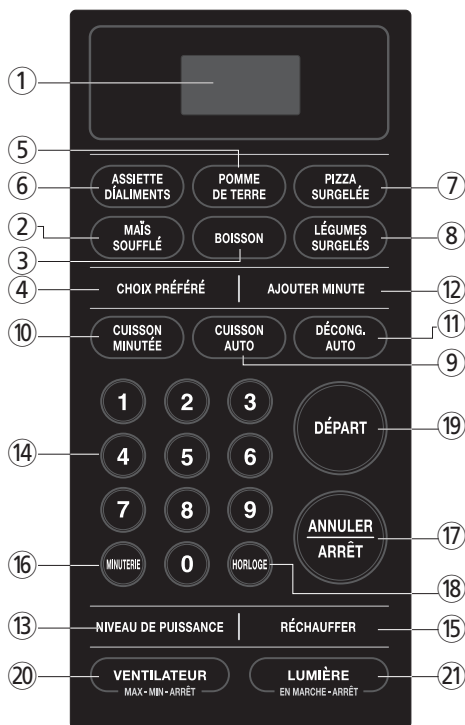 ①
⑤
ASSIETTE
DÍALIMENTS
POMME
DE TERRE
PIZZA
SURGELÉE
⑥
⑦
②
MAÏS
SOUFFLÉ
BOISSON
LÉGUMES
SURGELÉS
⑧
③
④
CHOIX PRÉFÉRÉ
AJOUTER MINUTE
⑫
⑩
CUISSON
MINUTÉE
CUISSON
AUTO
DÉCONG.
AUTO
⑪
⑨
1 2 3
DÉPART
⑲
⑭
4 5 6
7 8 9
ANNULER
ARRÊT
⑰
⑯
MINUTERIE
0
HORLOGE
⑱
⑬
NIVEAU DE PUISSANCE
RÉCHAUFFER
⑮
⑳
VENTILATEUR
MAX-MIN-ARRÊT
LUMIÈRE
EN MARCHE-ARRÊT
㉑